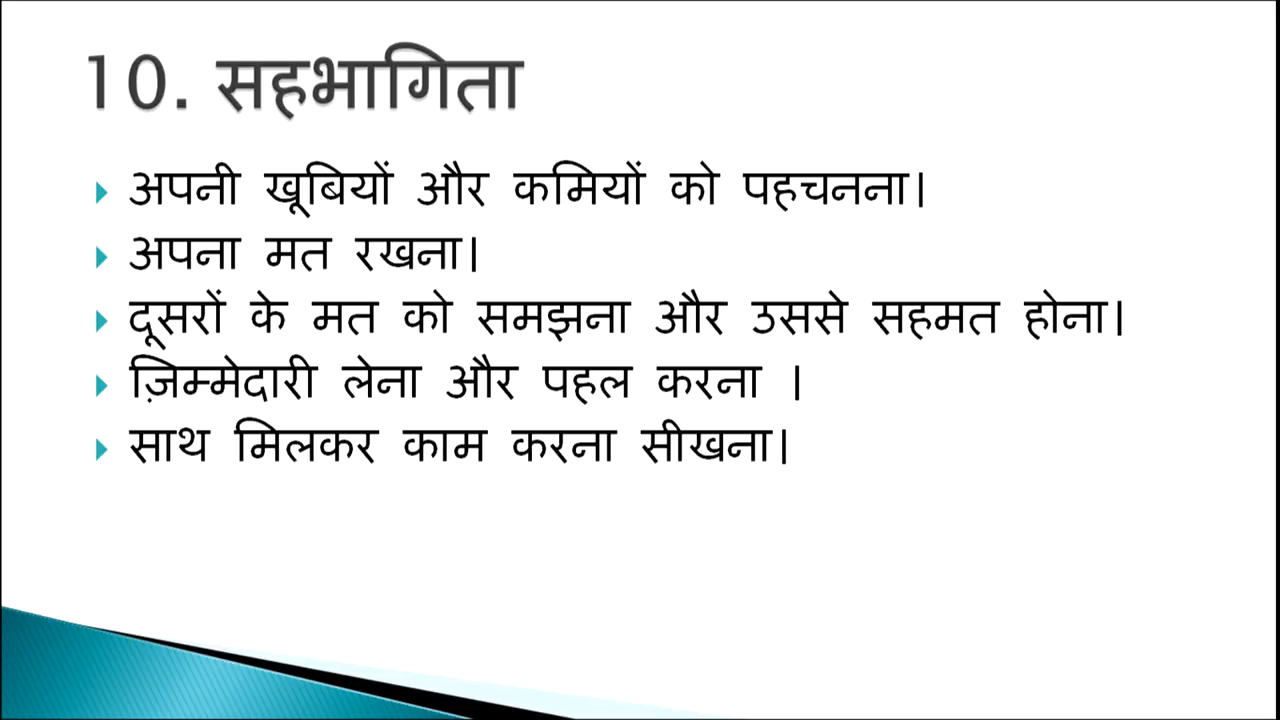 10. सहभागिता
अपनी खूबियों और कमियों को पहचनना।
अपना मत रखना।
दूसरों के मत को समझना और उससे सहमत होना।
ज़िम्मेदारी लेना और पहल करना ।
साथ मिलकर काम करना सीखना।